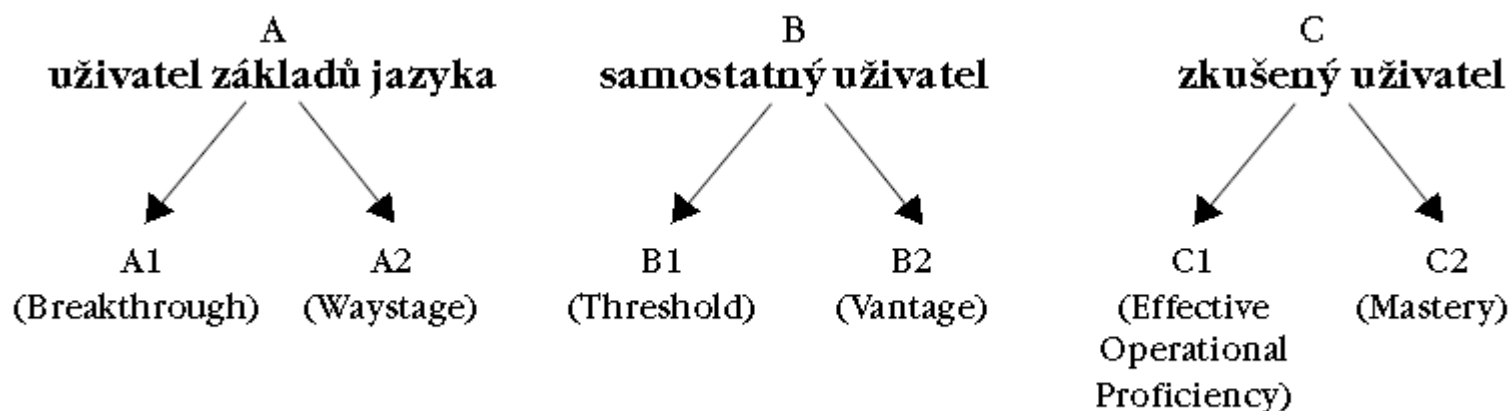 A
uživatel základů jazyka
B
samostatný uživatel
C
zkušený uživatel
A1
(Breakthrough)
A2
(Waystage)
B1
(Threshold)
B2
(Vantage)
C1
(Effective
Operational
Proficiency)
C2
(Mastery)